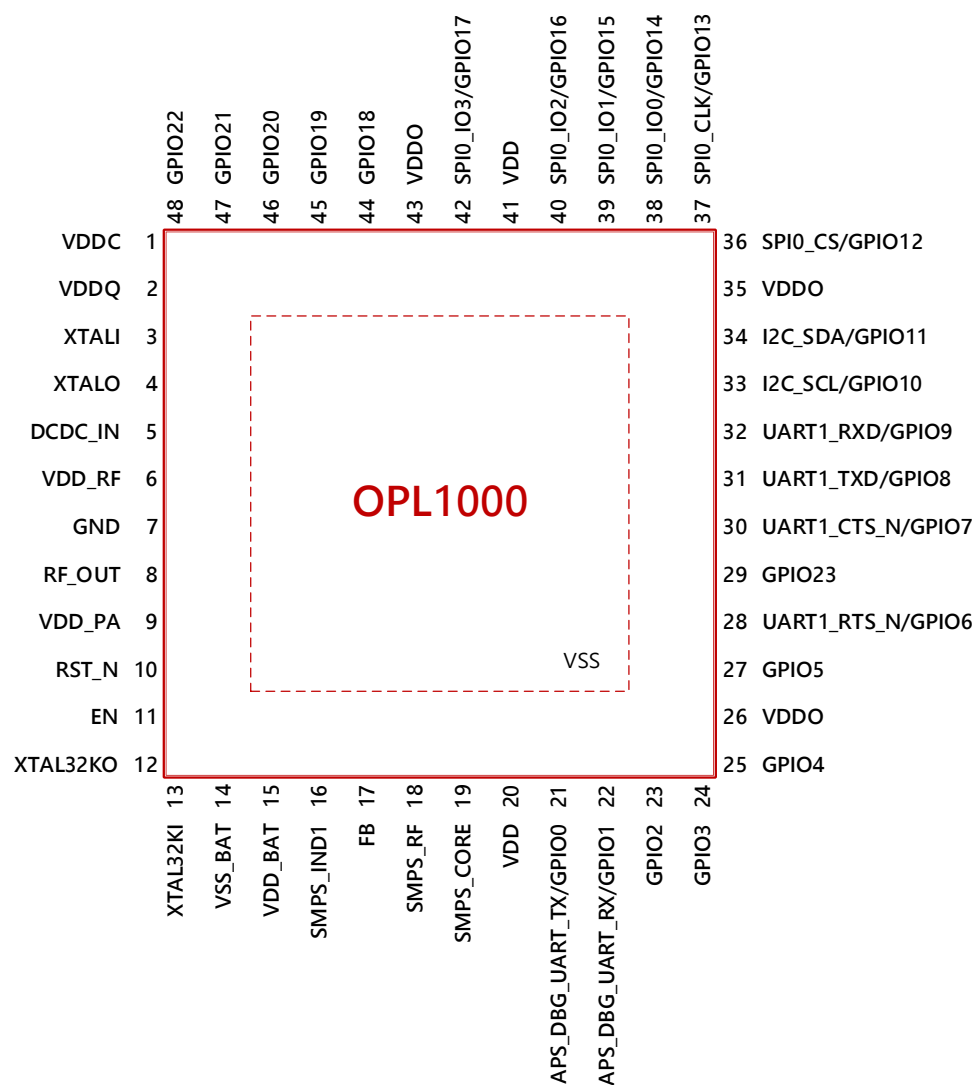 48 GPIO22
47 GPIO21
46 GPIO20
45 GPIO19
44 GPIO18
43 VDDO
42 SPI0_IO3/GPIO17
41 VDD
40 SPI0_IO2/GPIO16
39 SPI0_IO1/GPIO15
38 SPI0_IO0/GPIO14
37 SPI0_CLK/GPIO13
VDDC 1
VDDQ 2
XTALI 3
XTALO 4
DCDC_IN 5
VDD_RF 6
GND 7
RF_OUT 8
VDD_PA 9
RST_N 10
EN 11
XTAL32KO 12
OPL1000
VSS
36 SPI0_CS/GPIO12
35 VDDO
34 I2C_SDA/GPIO11
33 I2C_SCL/GPIO10
32 UART1_RXD/GPIO9
31 UART1_TXD/GPIO8
30 UART1_CTS_N/GPIO7
29 GPIO23
28 UART1_RTS_N/GPIO6
27 GPIO5
26 VDDO
25 GPIO4
XTAL32KI 13
VSS_BAT 14
VDD_BAT 15
SMPS_IND1 16
FB 17
SMPS_RF 18
SMPS_CORE 19
VDD 20
APS_DBG_UART_TX/GPIO0 21
APS_DBG_UART_RX/GPIO1 22
GPIO2 23
GPIO3 24